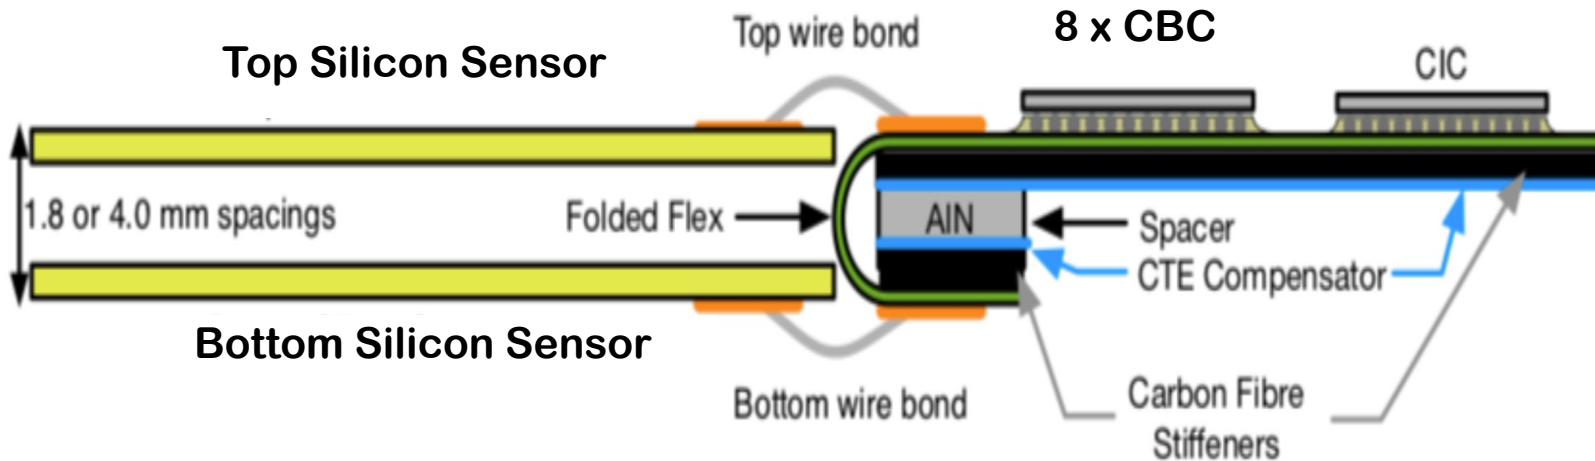 Top wire bond
8 x CBC
Top Silicon Sensor
CIC
1.8 or 4.0 mm spacings
Folded Flex
AlN
Spacer
CTE Compensator
Bottom Silicon Sensor
Bottom wire bond
Carbon Fibre
Stiffeners